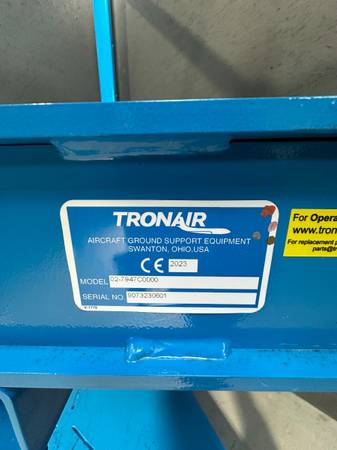 TRONAIR
AIRCRAFT GROUND SUPPORT EQUIPMENT
SWANTON, OHIO, USA
CE 2023
MODEL 02-7947C0000
SERIAL NO. 9073230601
V-1775
For Opera
www.tron
For replacement p
parts@tr